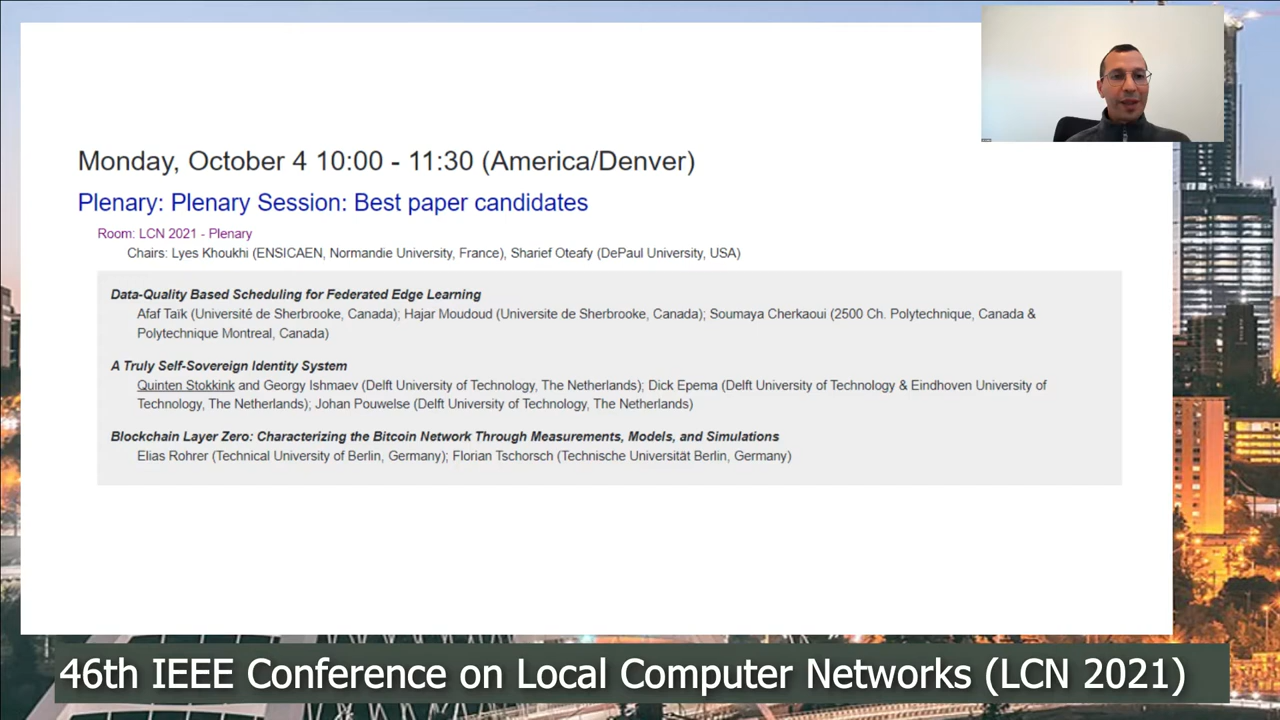 Monday, October 4 10:00 - 11:30 (America/Denver)
Plenary: Plenary Session: Best paper candidates
Room: LCN 2021 - Plenary
Chairs: Lyes Khoukhi (ENSICAEN, Normandie University, France), Sharief Oteafy (DePaul University, USA)
Data-Quality Based Scheduling for Federated Edge Learning
Afaf Taik (Université de Sherbrooke, Canada); Hajar Moudoud (Universite de Sherbrooke, Canada); Soumaya Cherkaoui (2500 Ch. Polytechnique, Canada &
Polytechnique Montreal, Canada)
A Truly Self-Sovereign Identity System
Quinten Stokkink and Georgy Ishmaev (Delft University of Technology, The Netherlands); Dick Epema (Delft University of Technology & Eindhoven University of
Technology, The Netherlands); Johan Pouwelse (Delft University of Technology, The Netherlands)
Blockchain Layer Zero: Characterizing the Bitcoin Network Through Measurements, Models, and Simulations
Elias Rohrer (Technical University of Berlin, Germany); Florian Tschorsch (Technische Universität Berlin, Germany)
46th IEEE Conference on Local Computer Networks (LCN 2021)